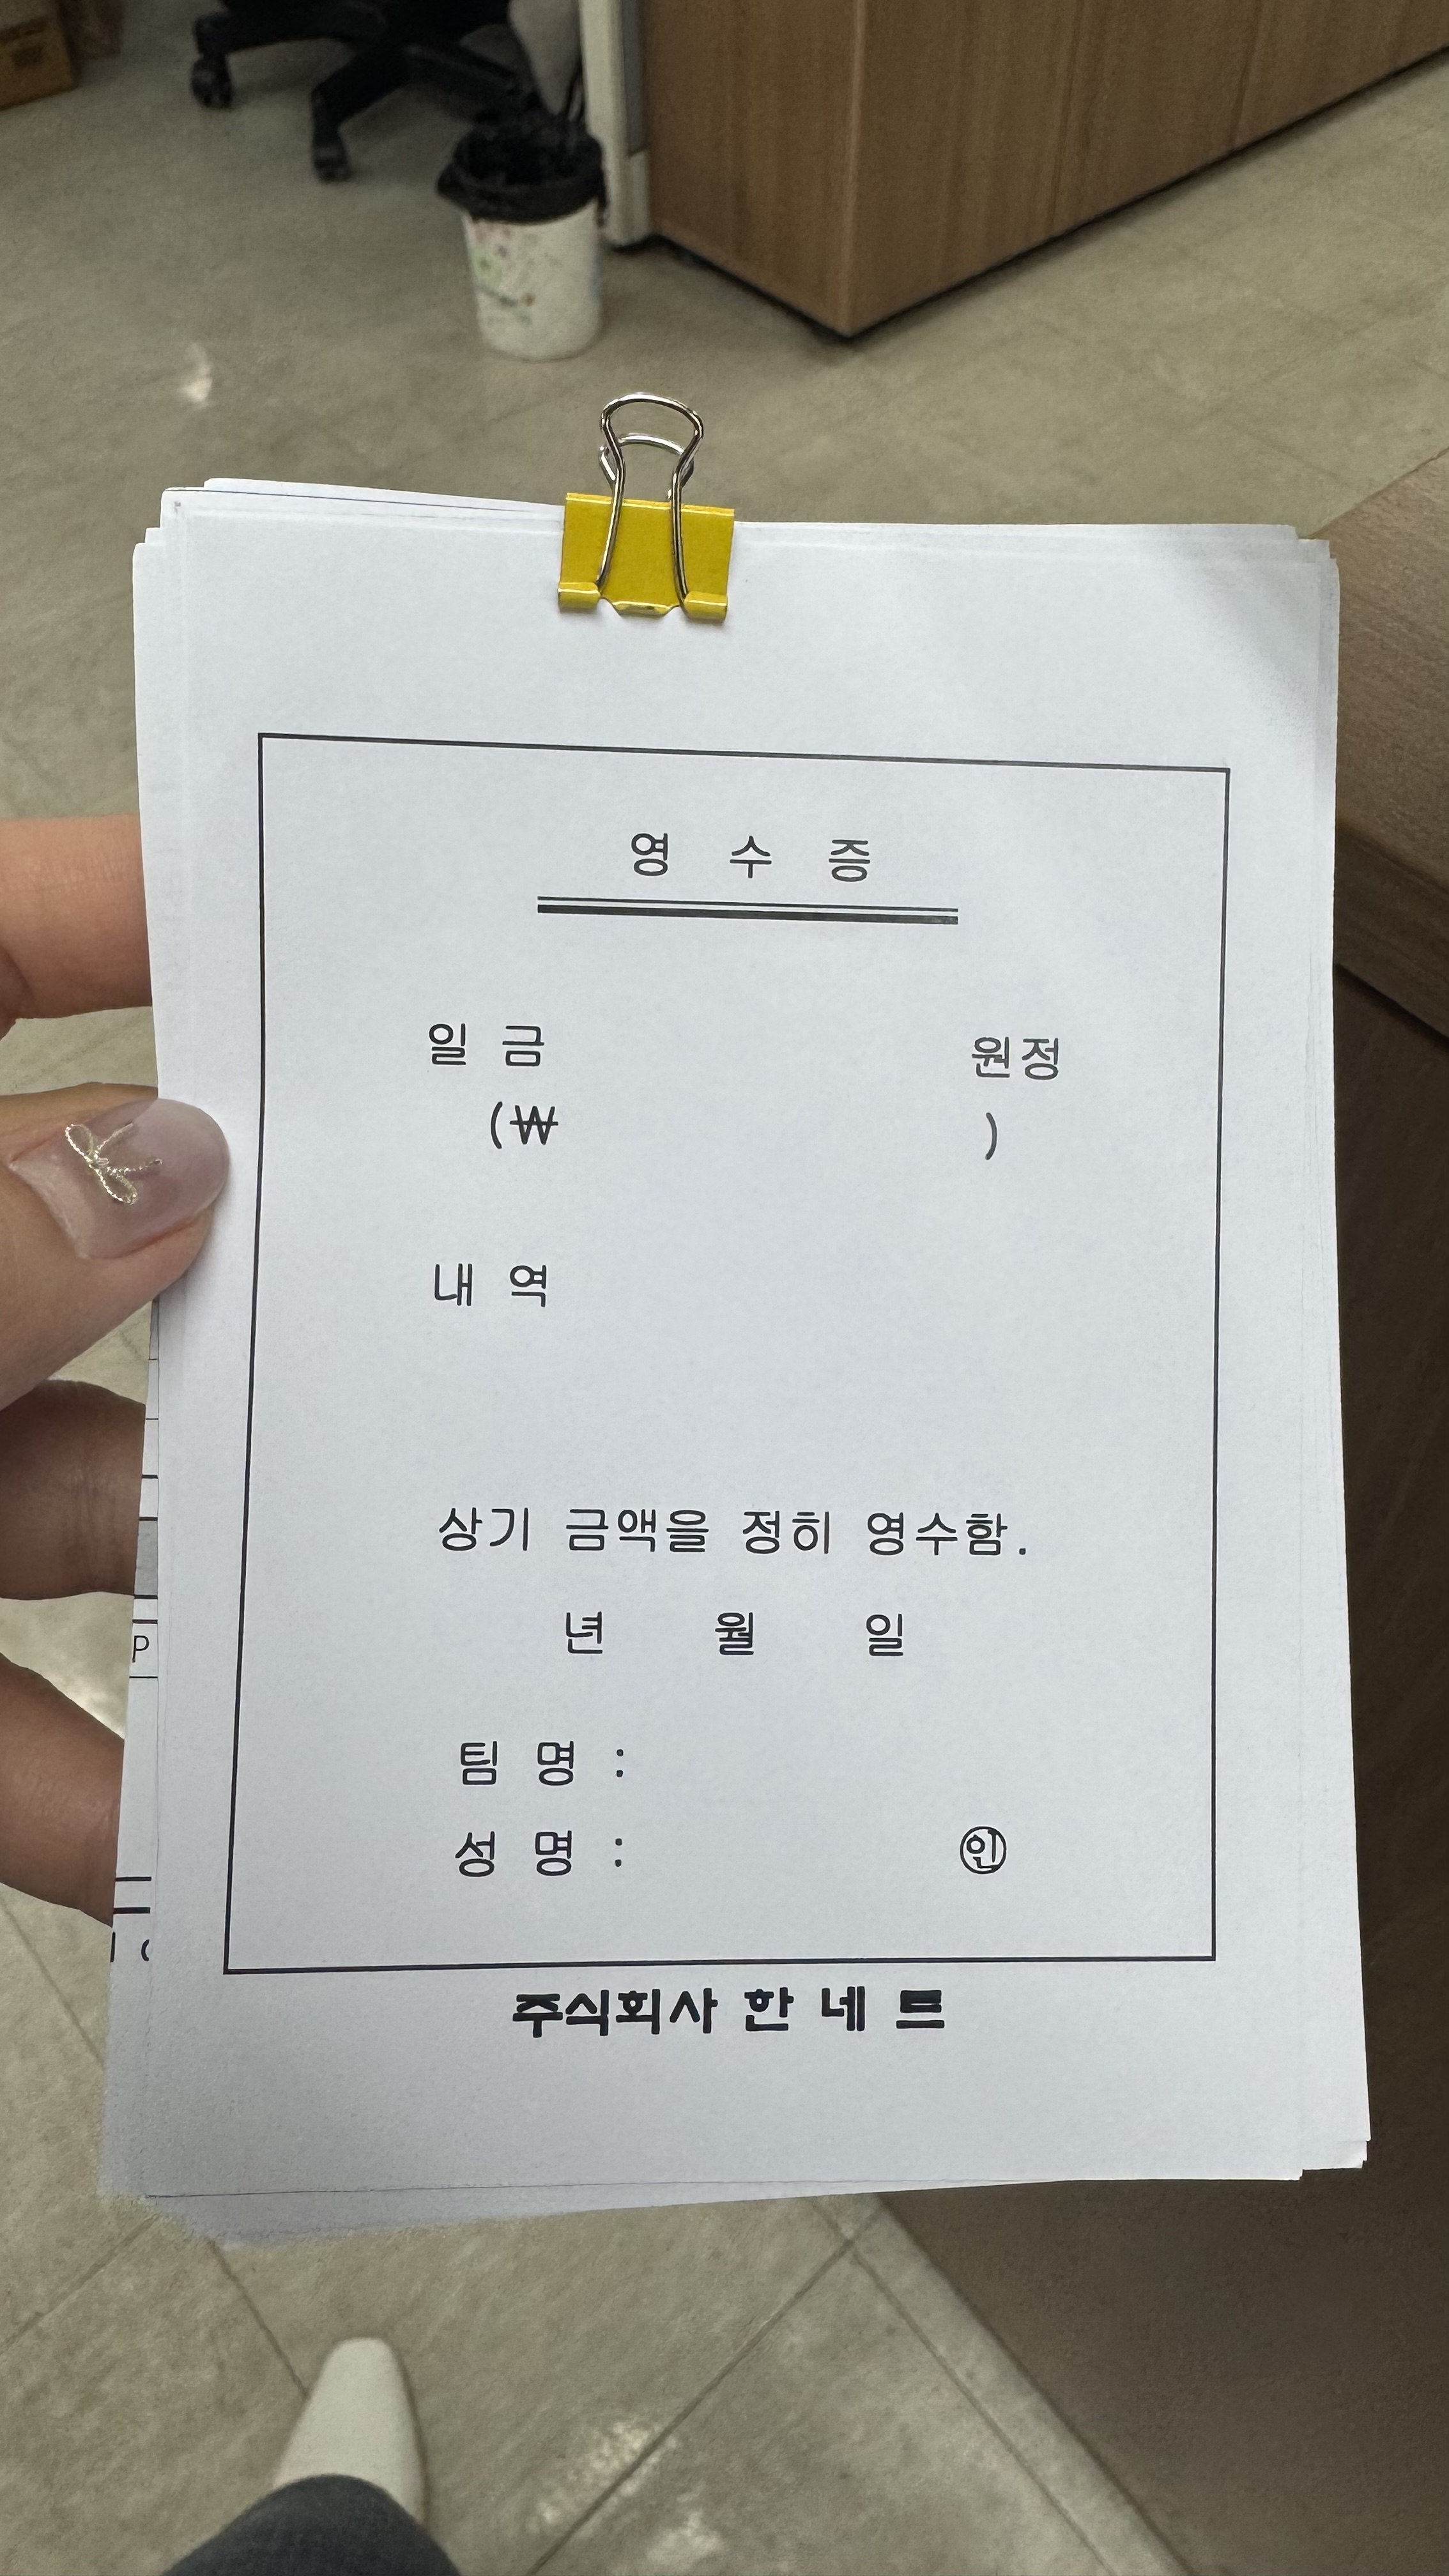 영 수 증
일 금 원정
(₩ )
내 역
상기 금액을 정히 영수함.
년 월 일
팀 명 :
성 명 : ㉑
주식회사 한 네 트
P